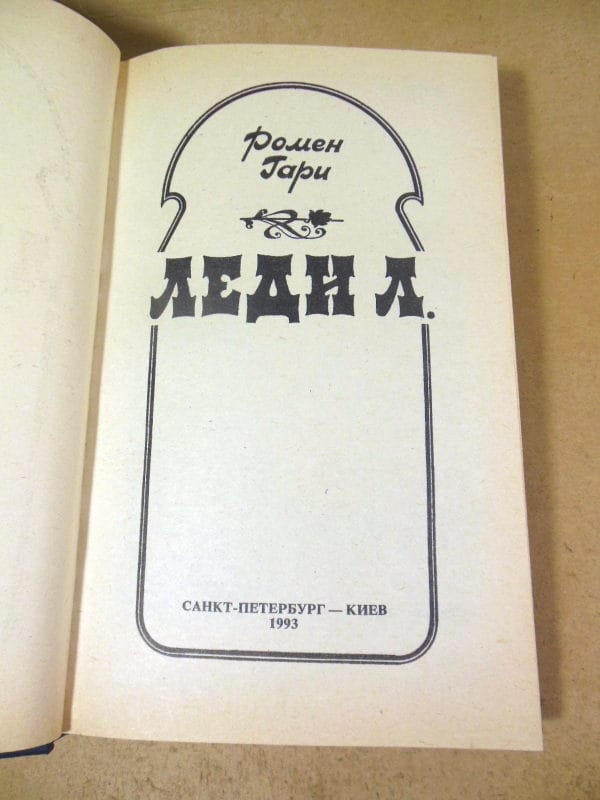 Ромен
Гари
ЛЕДИ Л.
САНКТ-ПЕТЕРБУРГ — КИЕВ
1993